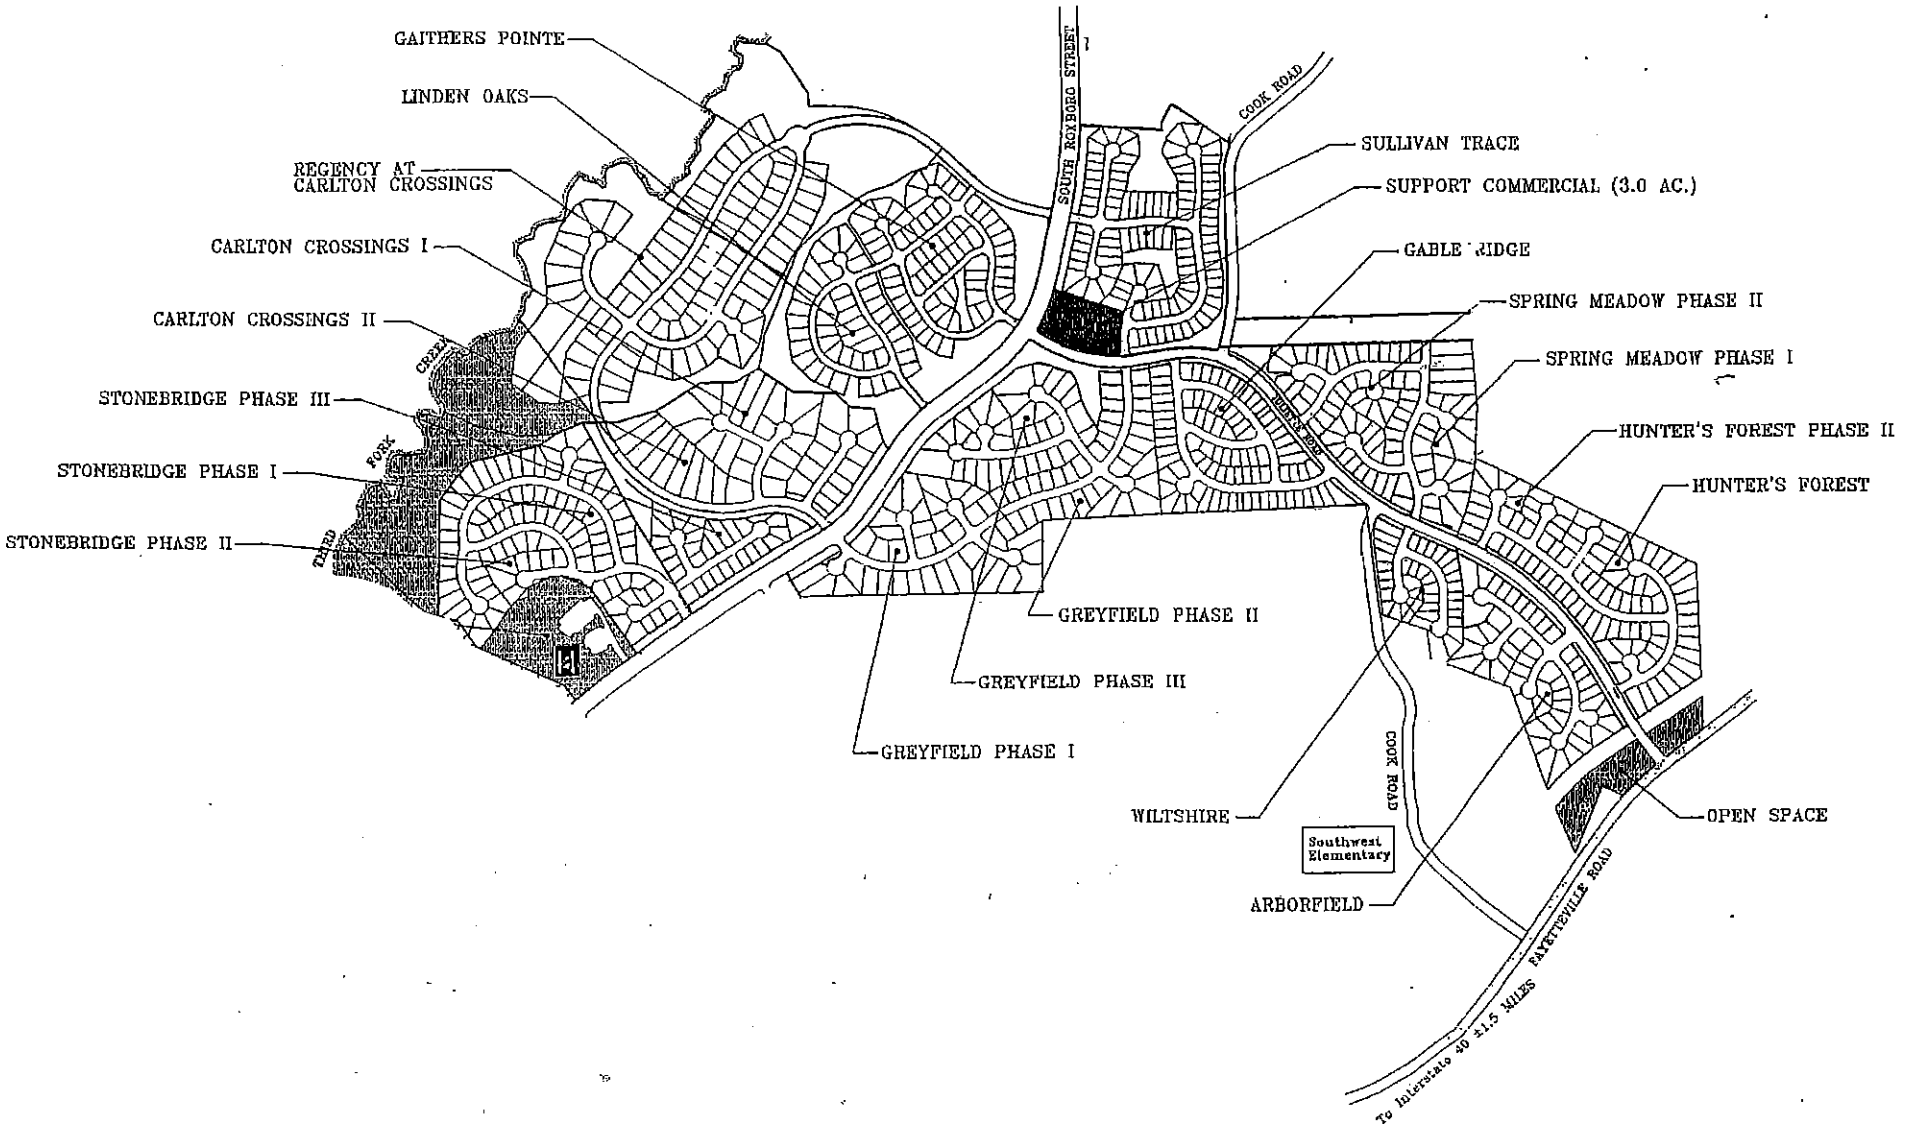 GAITHERS POINTE
LINDEN OAKS
REGENCY AT
CARLTON CROSSINGS
CARLTON CROSSINGS I
CARLTON CROSSINGS II
STONEBRIDGE PHASE III
STONEBRIDGE PHASE I
STONEBRIDGE PHASE II
THIRD
FORK
CREEK
SOUTH ROXBORO STREET
COOK ROAD
SULLIVAN TRACE
SUPPORT COMMERCIAL (3.0 AC.)
GABLE RIDGE
SPRING MEADOW PHASE II
SPRING MEADOW PHASE I
HUNTER'S FOREST PHASE II
HUNTER'S FOREST
ROAD
GREYFIELD PHASE II
GREYFIELD PHASE III
GREYFIELD PHASE I
COOK ROAD
WILTSHIRE
Southwest
Elementary
ARBORFIELD
OPEN SPACE
FAYETTEVILLE ROAD
To Interstate 40 ±1.5 MILES